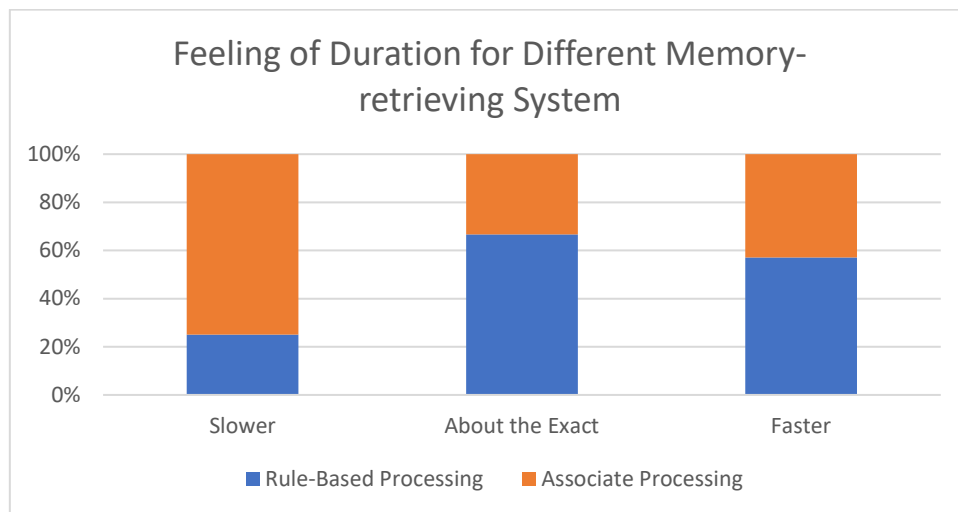 Feeling of Duration for Different Memory-
retrieving System
100%
80%
60%
40%
20%
0%
Slower About the Exact Faster
Rule-Based Processing Associate Processing